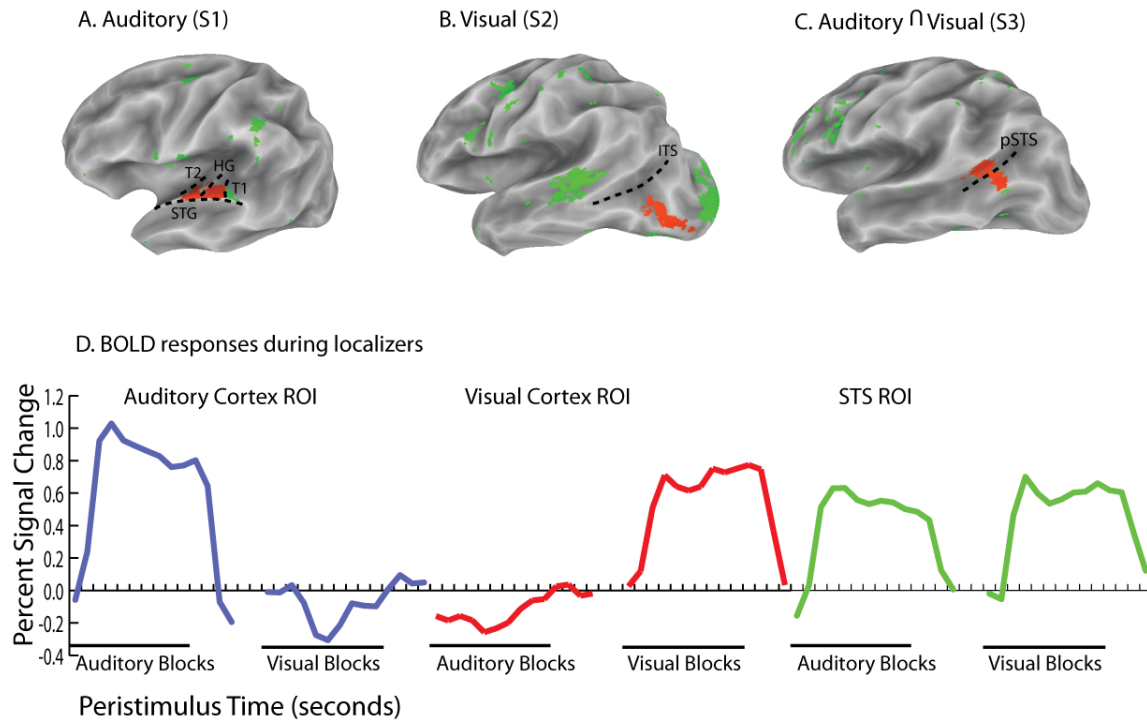 A. Auditory (S1)
B. Visual (S2)
C. Auditory ∩ Visual (S3)
T2
HG
T1
STG
ITS
pSTS
D. BOLD responses during localizers
Auditory Cortex ROI
Visual Cortex ROI
STS ROI
Percent Signal Change
1.2
1.0
0.8
0.6
0.4
0.2
0.0
-0.2
-0.4
Auditory Blocks
Visual Blocks
Auditory Blocks
Visual Blocks
Auditory Blocks
Visual Blocks
Peristimulus Time (seconds)